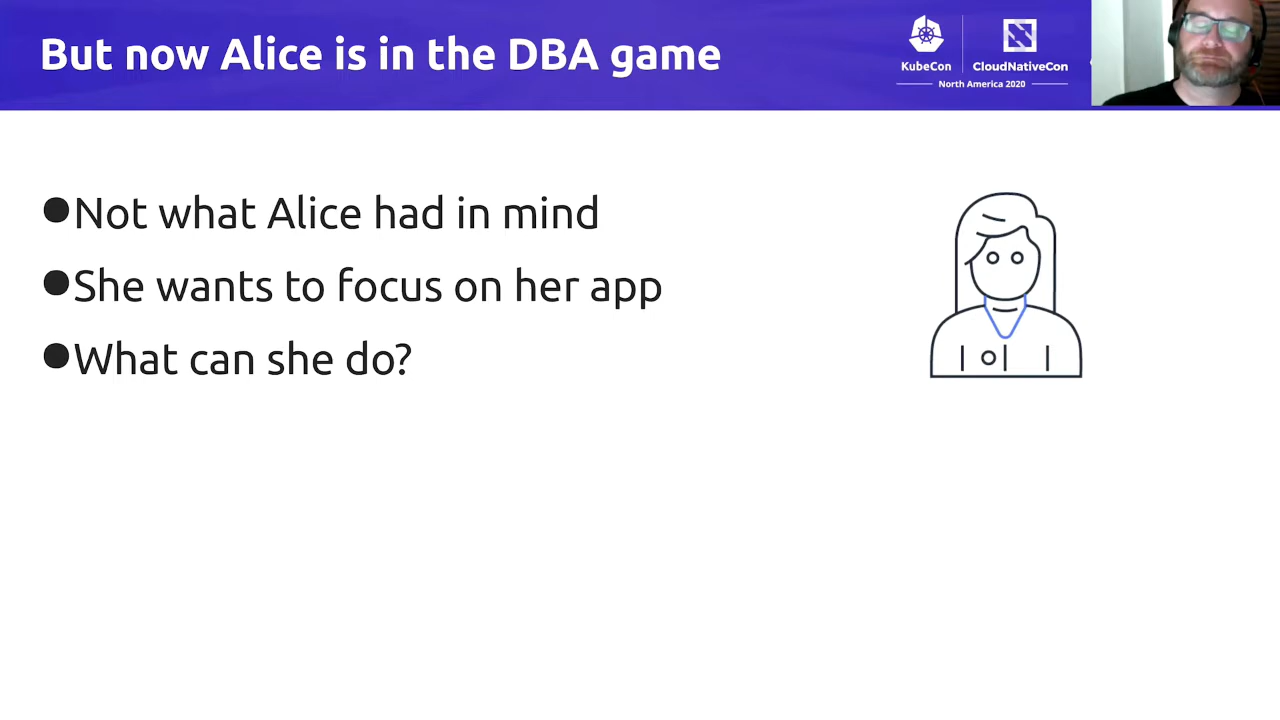 But now Alice is in the DBA game
KubeCon
CloudNativeCon
North America 2020
●Not what Alice had in mind
●She wants to focus on her app
●What can she do?